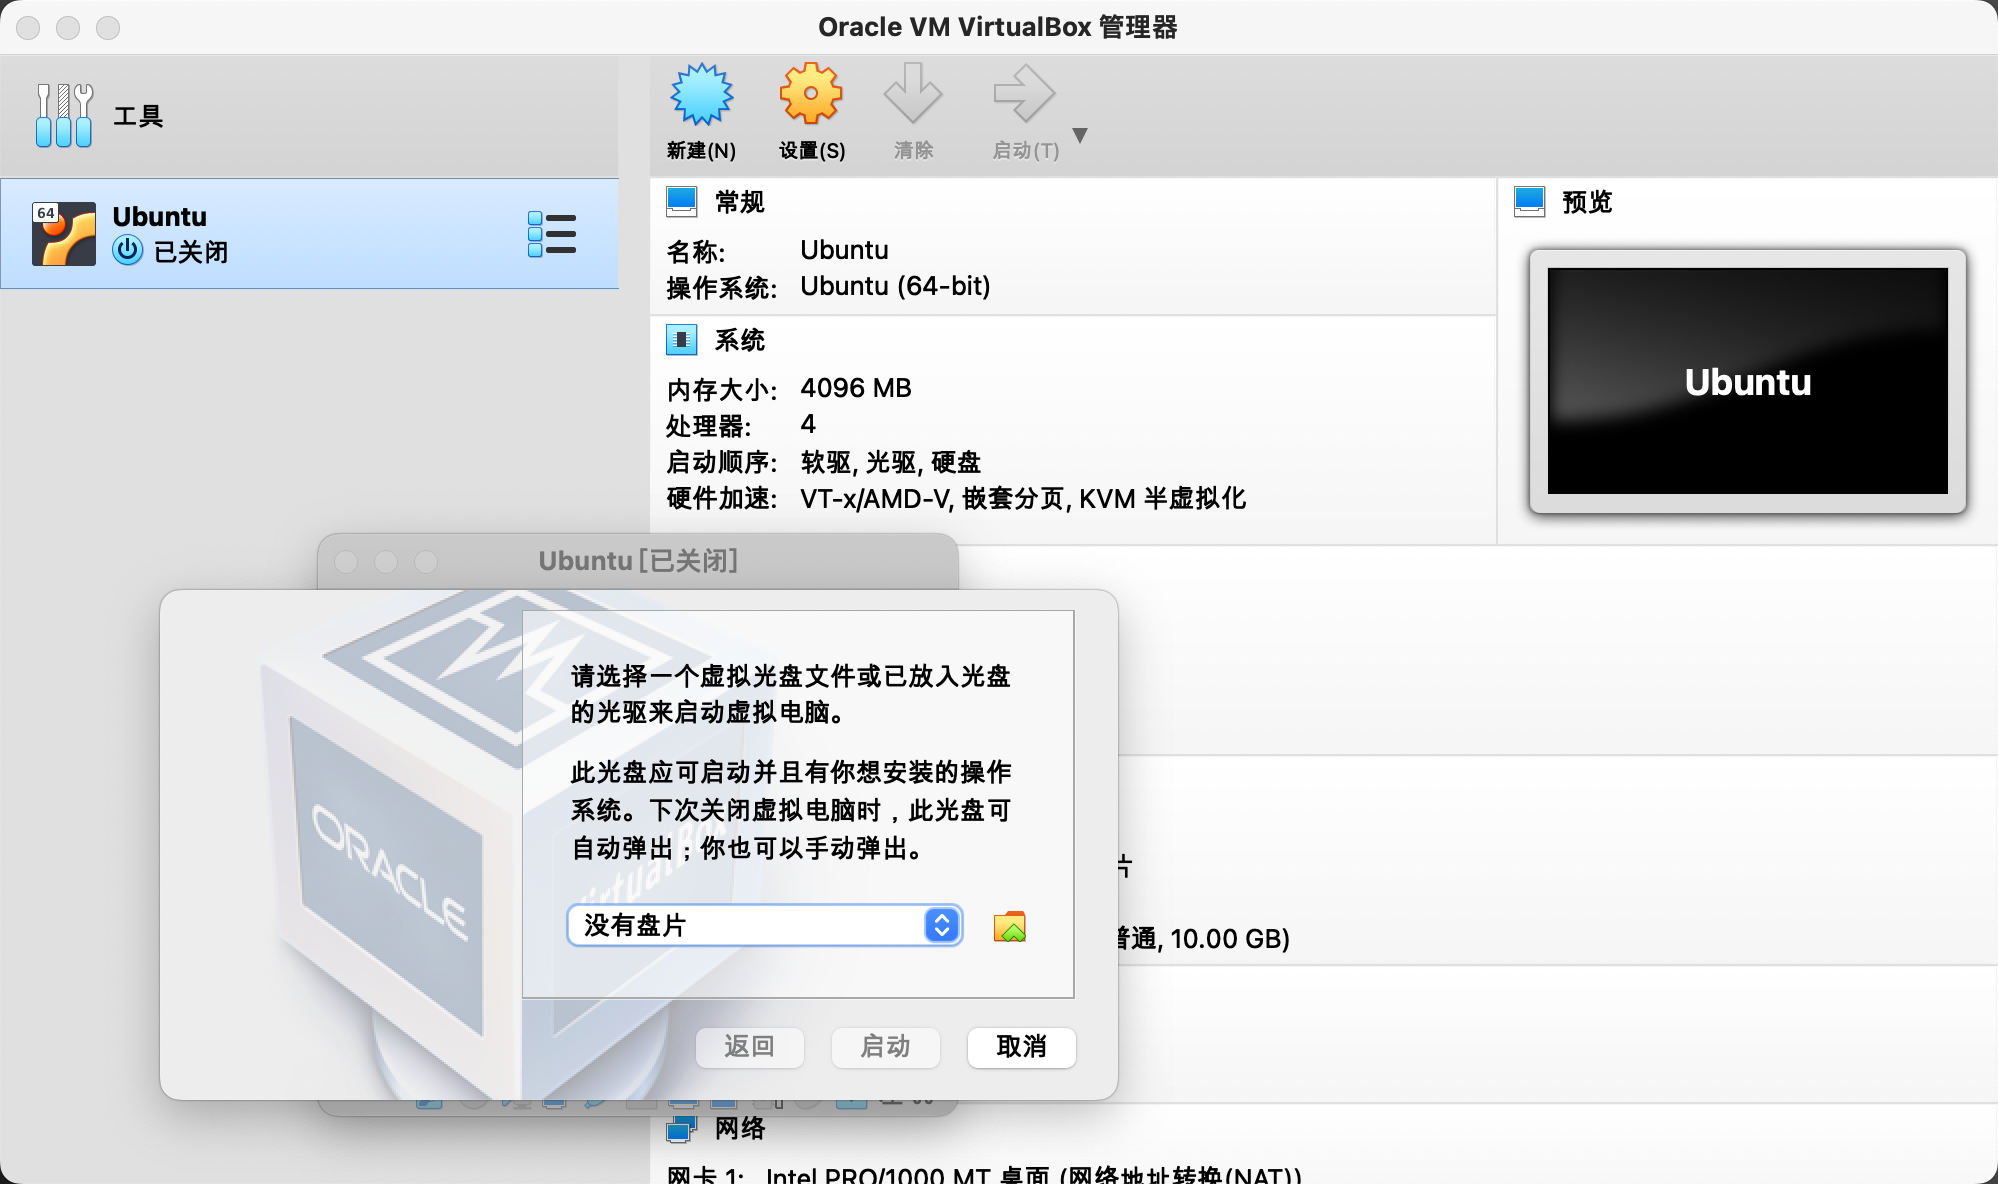 Oracle VM VirtualBox 管理器
工具
新建(N)
设置(S)
清除
启动(T)
64
Ubuntu
已关闭
常规
名称: Ubuntu
操作系统: Ubuntu (64-bit)
系统
内存大小: 4096 MB
处理器: 4
启动顺序: 软驱, 光驱, 硬盘
硬件加速: VT-x/AMD-V, 嵌套分页, KVM 半虚拟化
预览
Ubuntu
Ubuntu [已关闭]
请选择一个虚拟光盘文件或已放入光盘
的光驱来启动虚拟电脑。
此光盘应可启动并且有你想安装的操作
系统。下次关闭虚拟电脑时，此光盘可
自动弹出；你也可以手动弹出。
没有盘片
返回
启动
取消
ORACLE
VirtualBox
片
普通, 10.00 GB)
网络
网卡 1: Intel PRO/1000 MT 桌面 (网络地址转换(NAT))